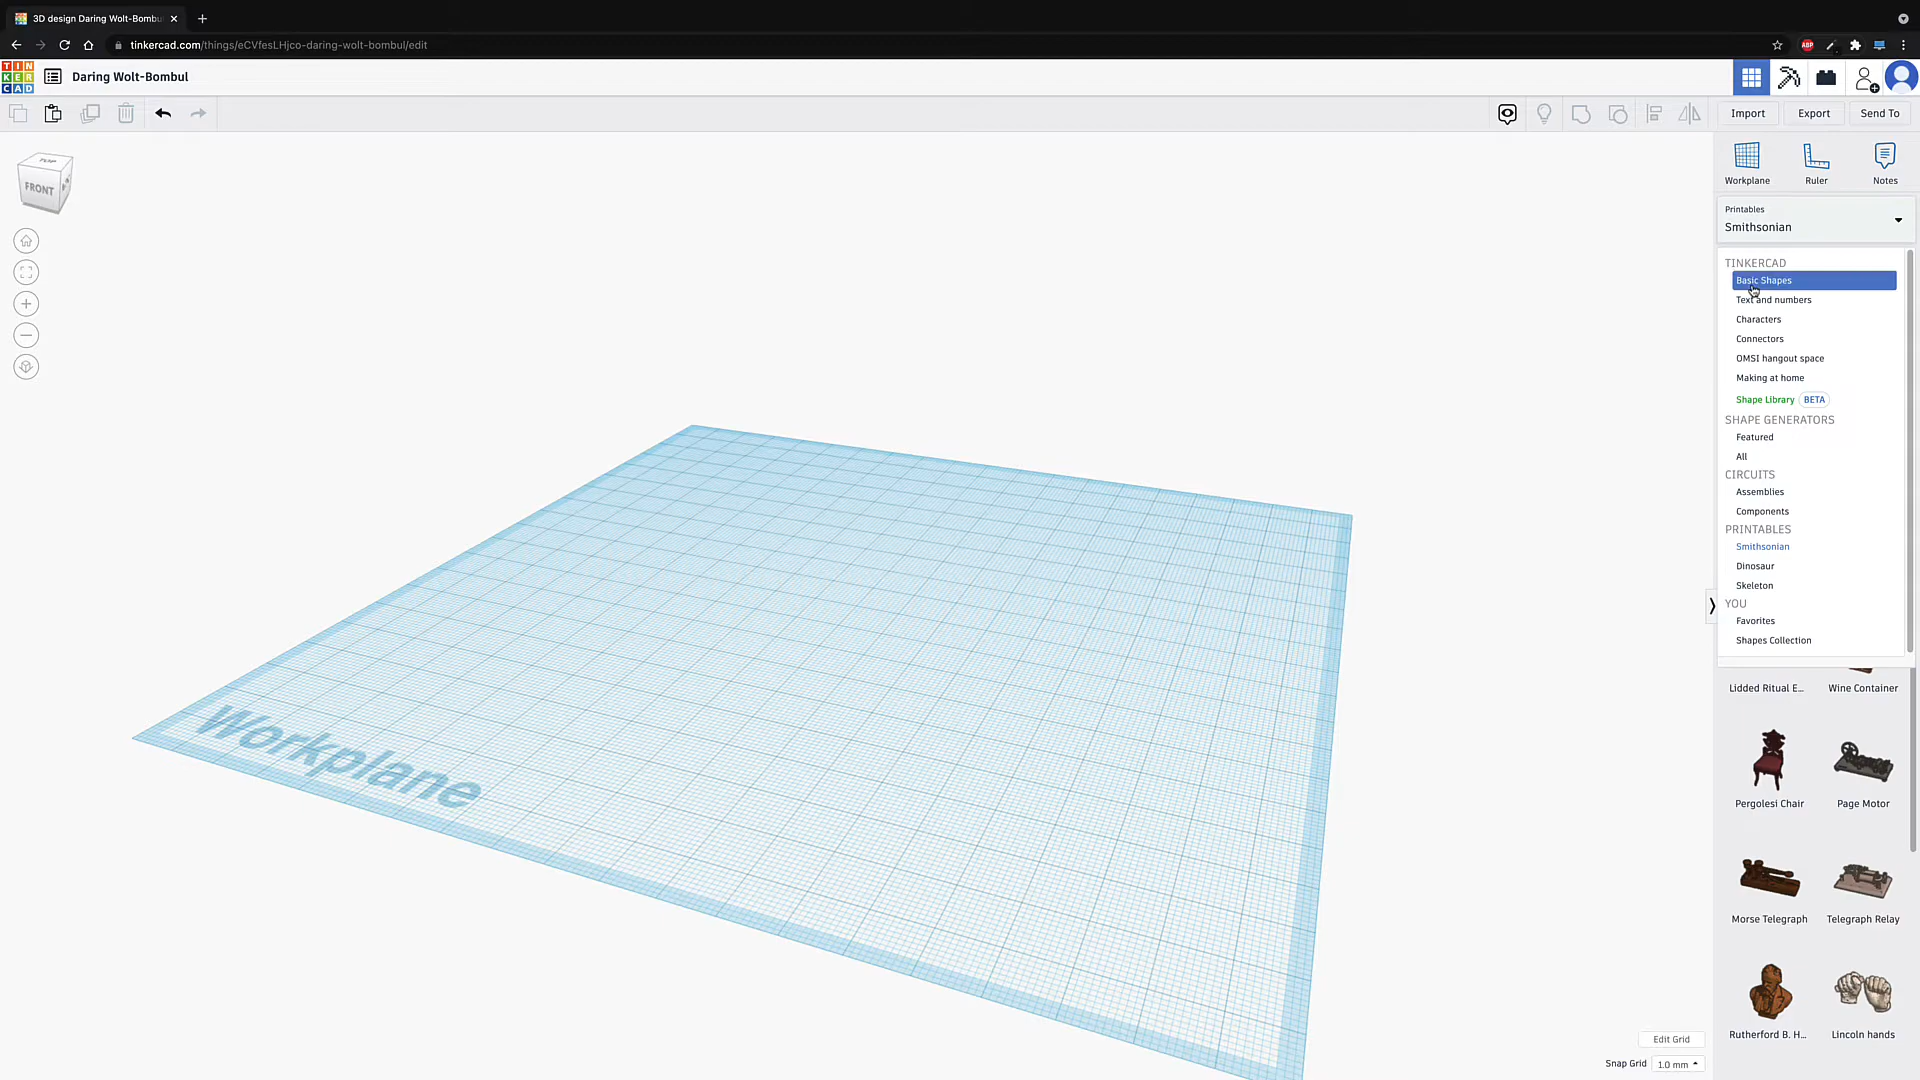 3D design Daring Wolt-Bombu
tinkercad.com/things/eCVfesLHjco-daring-wolt-bombul/edit
ABP
TIN
KER
CAD
Daring Wolt-Bombul
Import
Export
Send To
TOP
FRONT
Workplane
Ruler
Notes
Printables
Smithsonian
TINKERCAD
Basic Shapes
Text and numbers
Characters
Connectors
OMSI hangout space
Making at home
Shape Library BETA
SHAPE GENERATORS
Featured
All
CIRCUITS
Assemblies
Components
PRINTABLES
Smithsonian
Dinosaur
Skeleton
YOU
Favorites
Shapes Collection
Lidded Ritual E...
Wine Container
Pergolesi Chair
Page Motor
Morse Telegraph
Telegraph Relay
Rutherford B. H...
Lincoln hands
Workplane
Edit Grid
Snap Grid 1.0 mm